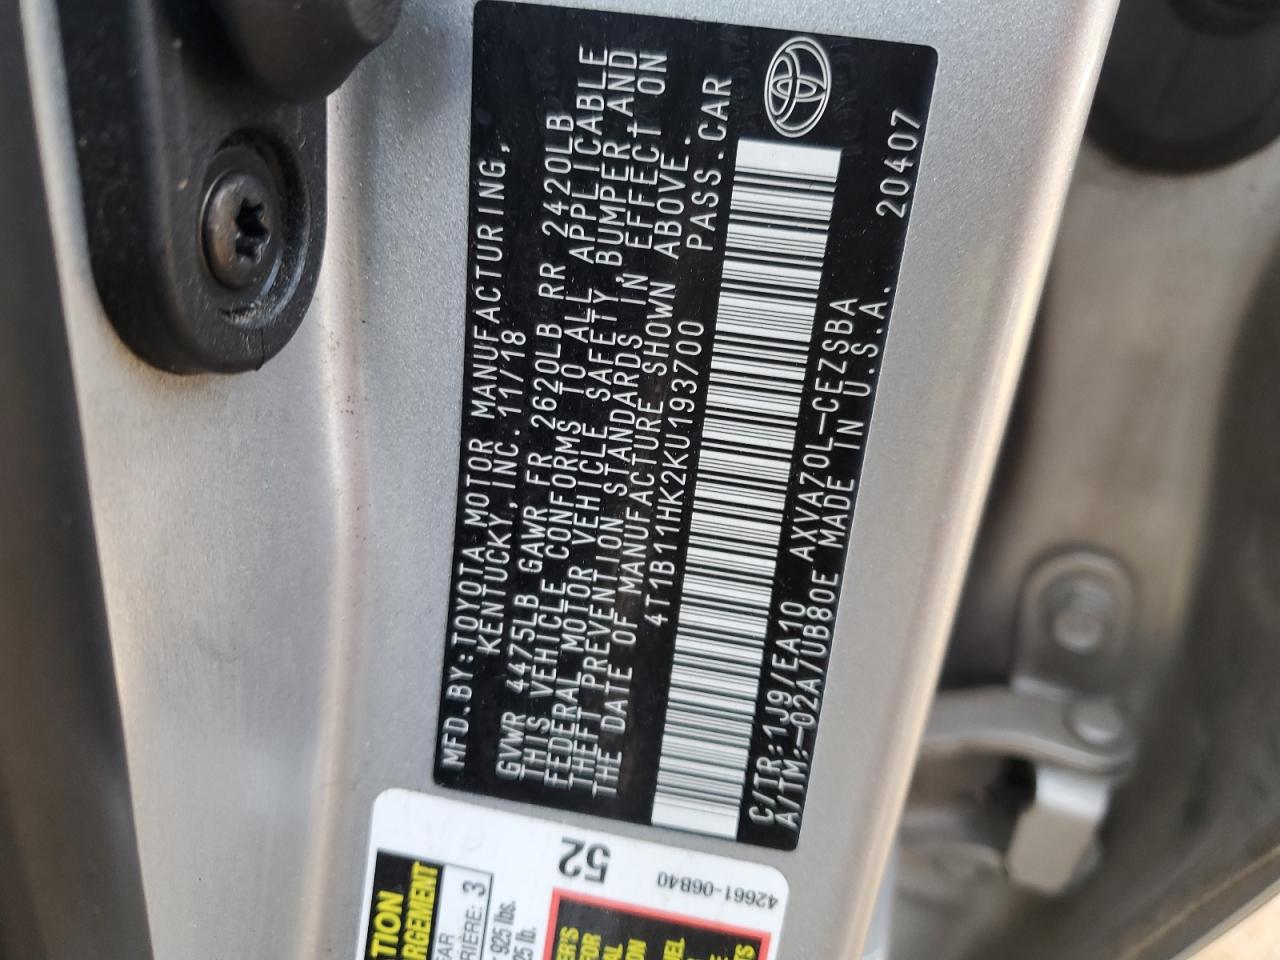 MFD.BY:TOYOTA MOTOR MANUFACTURING,
KENTUCKY,INC. 11/18
GVWR 4475LB GAWR FR 2620LB RR 2420LB
THIS VEHICLE CONFORMS TO ALL APPLICABLE
FEDERAL MOTOR VEHICLE SAFETY,BUMPER,AND
THEFT PREVENTION STANDARDS IN EFFECT ON
THE DATE OF MANUFACTURE SHOWN ABOVE.
4T1B11HK2KU193700 PASS.CAR
C/TR:1J9/EA10 AXVA70L-CEZSBA
A/TM:-02A/UB80E MADE IN U.S.A.
20407
52
42661-06B40
3
925 lbs.